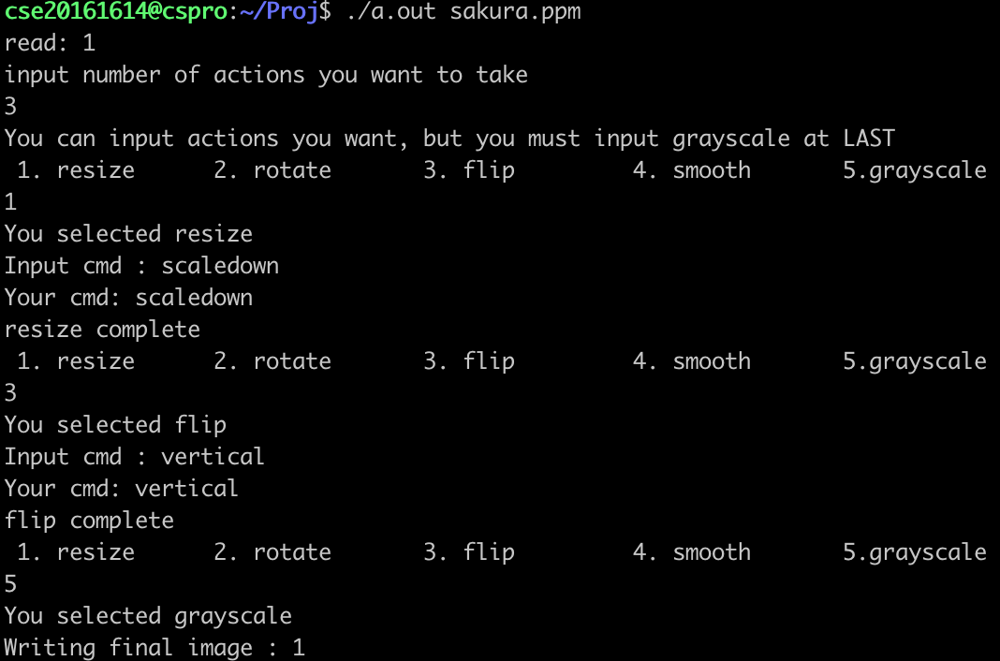 cse20161614@cspro:~/Proj$ ./a.out sakura.ppm
read: 1
input number of actions you want to take
3
You can input actions you want, but you must input grayscale at LAST
1. resize 2. rotate 3. flip 4. smooth 5.grayscale
1
You selected resize
Input cmd : scaledown
Your cmd: scaledown
resize complete
1. resize 2. rotate 3. flip 4. smooth 5.grayscale
3
You selected flip
Input cmd : vertical
Your cmd: vertical
flip complete
1. resize 2. rotate 3. flip 4. smooth 5.grayscale
5
You selected grayscale
Writing final image : 1